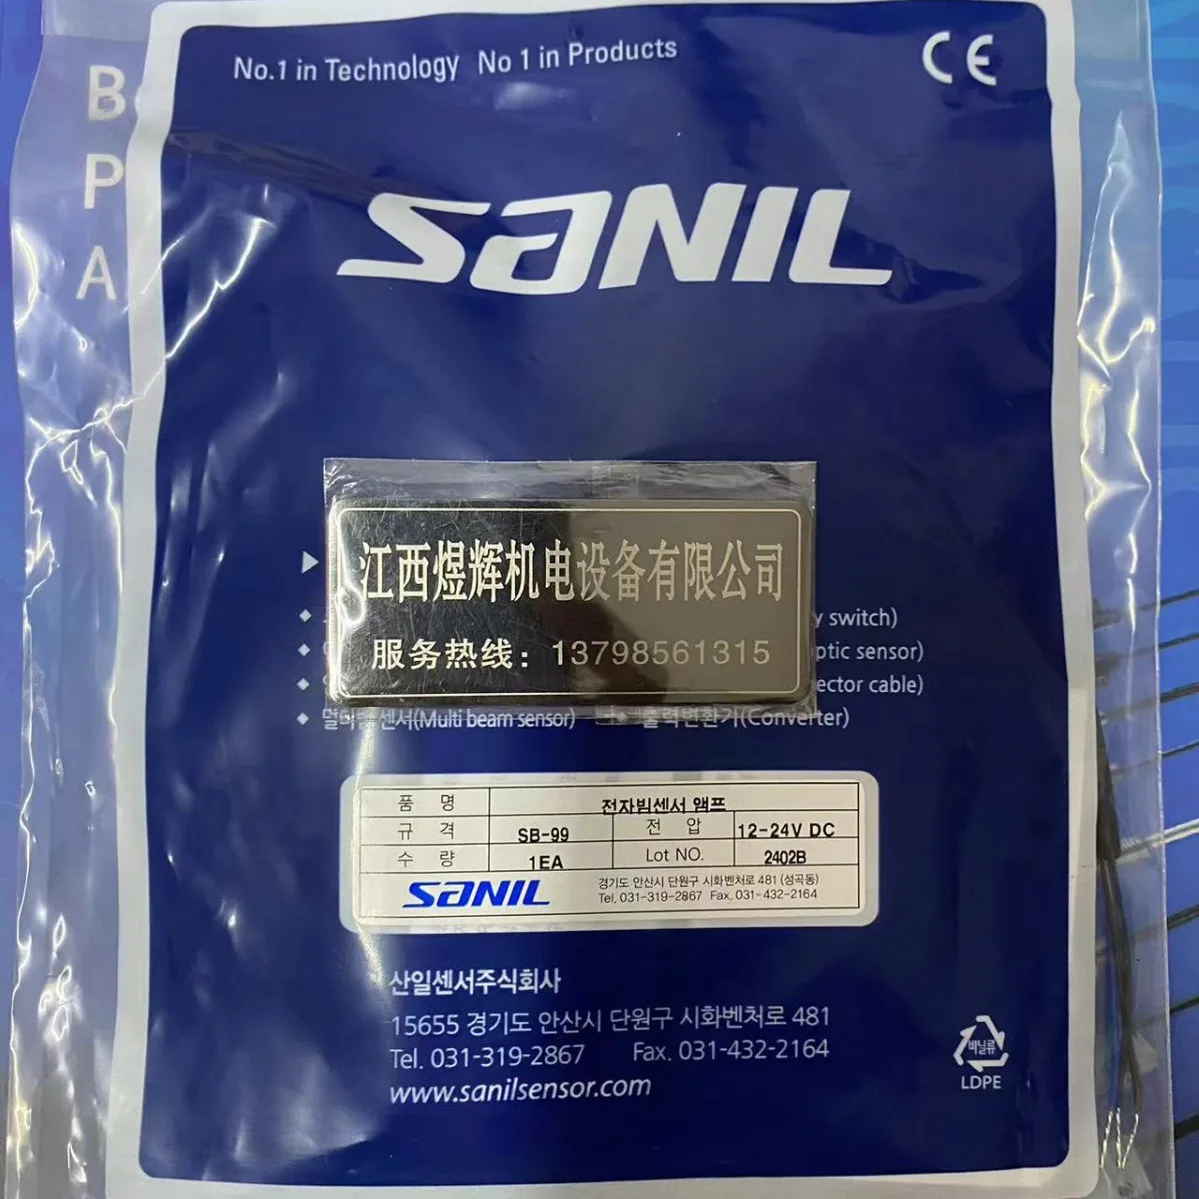 No.1 in Technology No 1 in Products
CE
B
P
A
SANIL
江西煜辉机电设备有限公司
服务热线：13798561315
y switch)
ptic sensor)
ector cable)
(Multi beam sensor) 출력변환기(Converter)
품 명 전자빔센서 앰프
규 격 SB-99 전 압 12-24V DC
수 량 1EA Lot NO. 2402B
SANIL
경기도 안산시 단원구 시화벤처로 481 (성곡동)
Tel. 031-319-2867 Fax. 031-432-2164
산일센서주식회사
15655 경기도 안산시 단원구 시화벤처로 481
Tel. 031-319-2867 Fax. 031-432-2164
www.sanilsensor.com
비닐류
LDPE